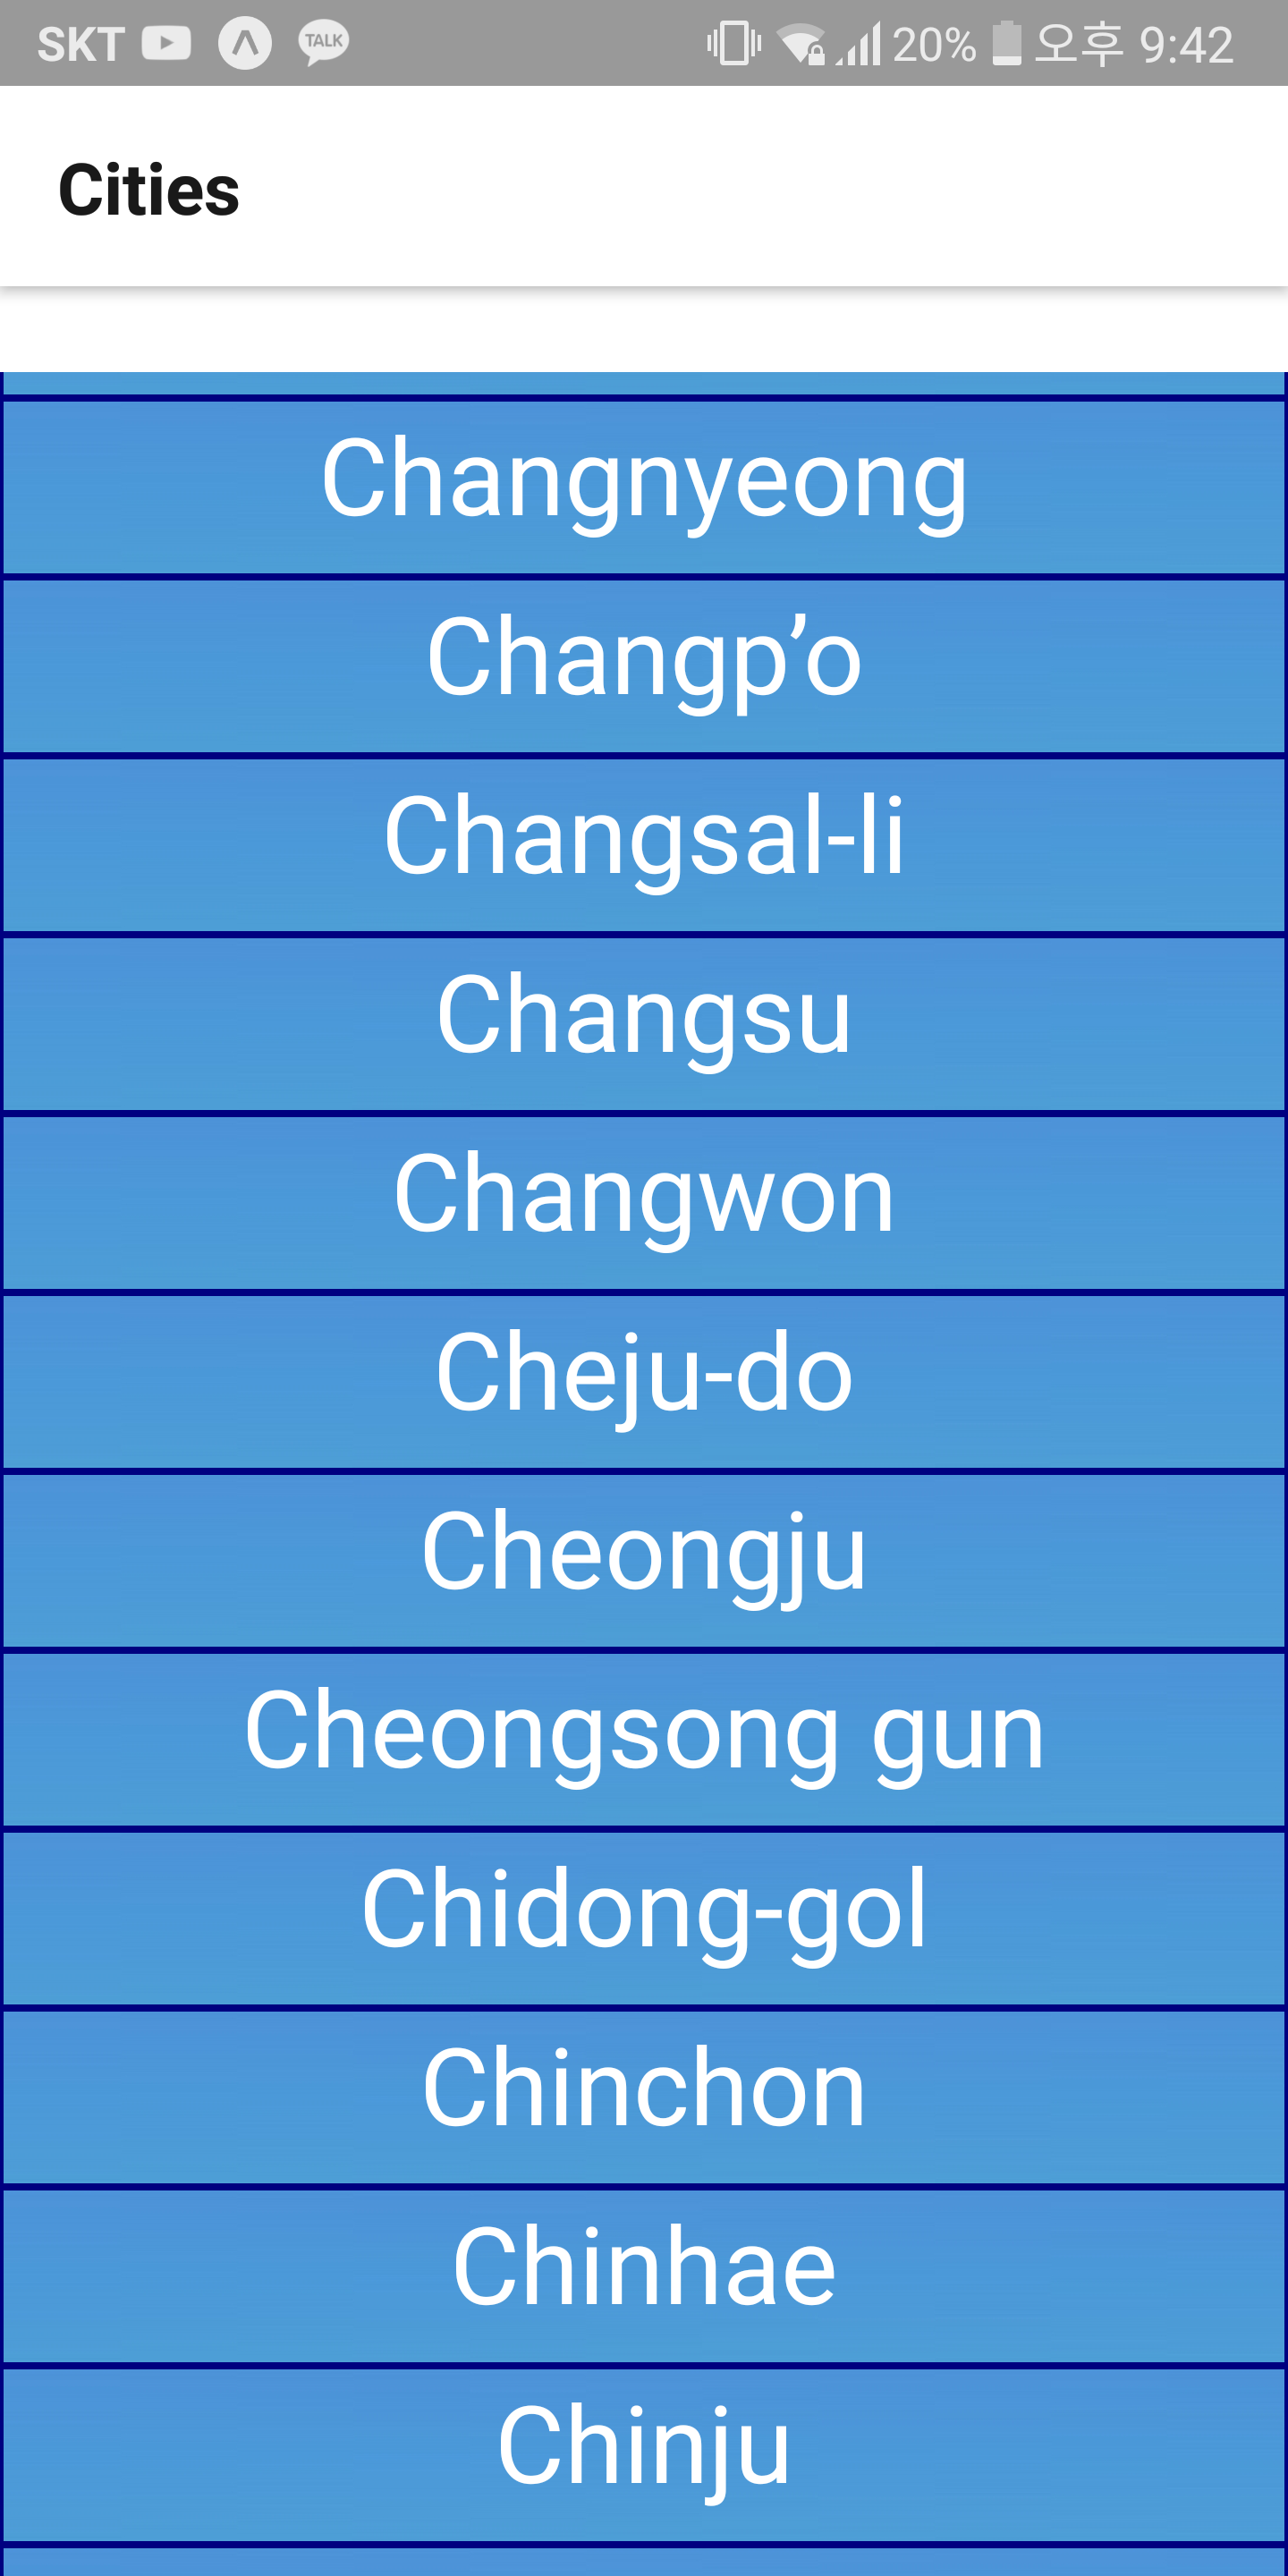 SKT TALK 20% 오후 9:42
Cities
Changnyeong
Changp’o
Changsal-li
Changsu
Changwon
Cheju-do
Cheongju
Cheongsong gun
Chidong-gol
Chinchon
Chinhae
Chinju